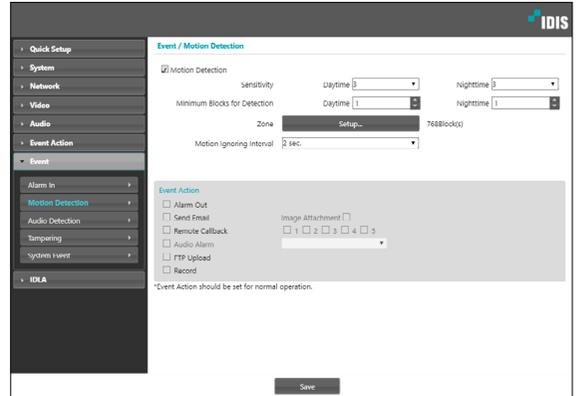 IDIS
Quick Setup
System
Network
Video
Audio
Event Action
Event
Alarm In
Motion Detection
Audio Detection
Tampering
System Event
IDLA
Event / Motion Detection
Motion Detection
Sensitivity Daytime 3 Nighttime 3
Minimum Blocks for Detection Daytime 1 Nighttime 1
Zone Setup... 768Block(s)
Motion Ignoring Interval 2 sec.
Event Action
Alarm Out
Send Email Image Attachment
Remote Callback 1 2 3 4 5
Audio Alarm
FTP Upload
Record
*Event Action should be set for normal operation.
Save